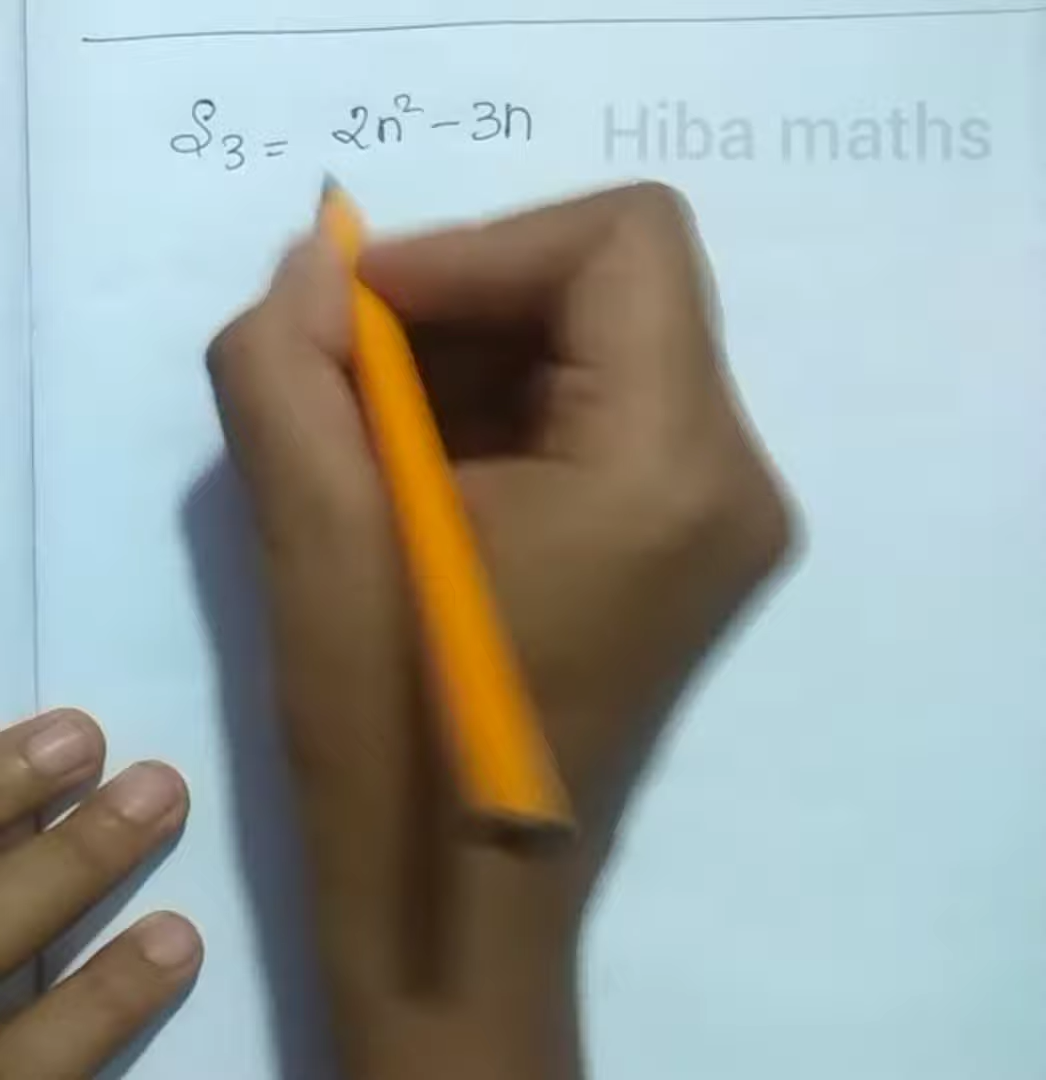 S₃ = 2n² - 3n Hiba maths